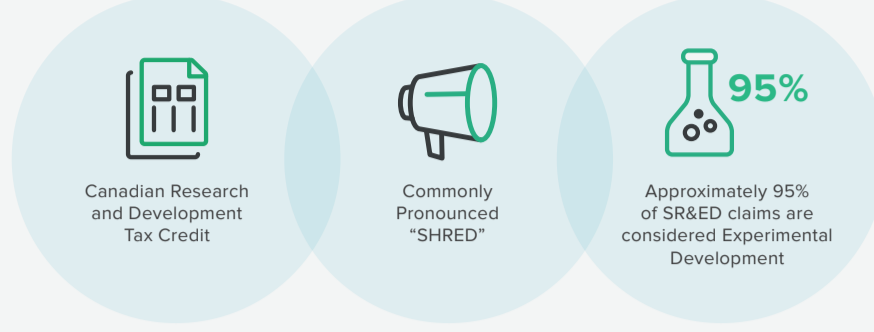 Canadian Research
and Development
Tax Credit
Commonly
Pronounced
“SHRED”
95%
Approximately 95%
of SR&ED claims are
considered Experimental
Development